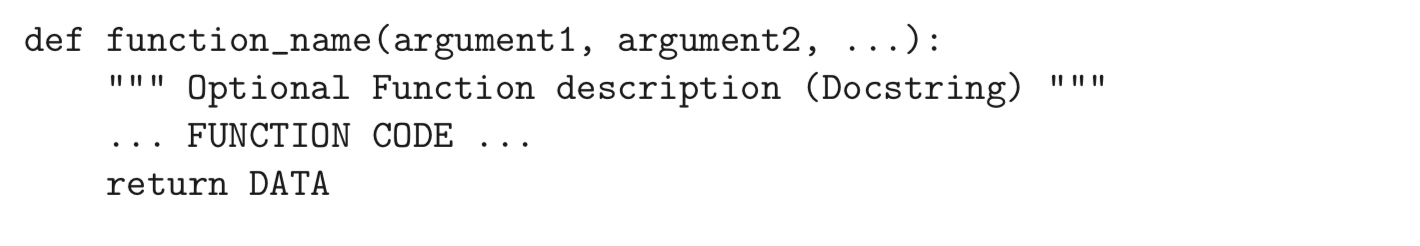 def function_name(argument1, argument2, ...):
    """ Optional Function description (Docstring) """
    ... FUNCTION CODE ...
    return DATA